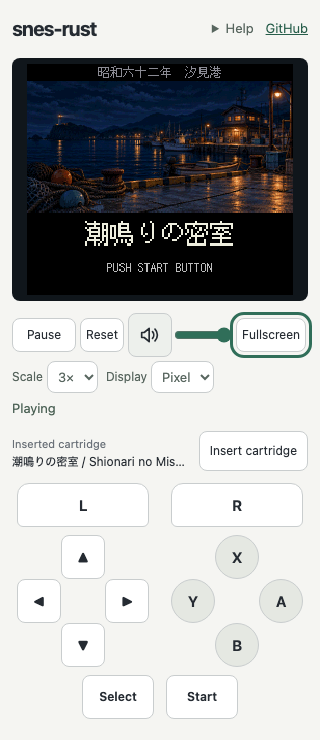 snes-rust
▶ Help GitHub
昭和六十二年 汐見港
潮鳴りの密室
PUSH START BUTTON
Pause Reset Fullscreen
Scale 3× Display Pixel
Playing
Inserted cartridge
潮鳴りの密室 / Shionari no Mis...
Insert cartridge
L R
X
Y A
B
Select Start